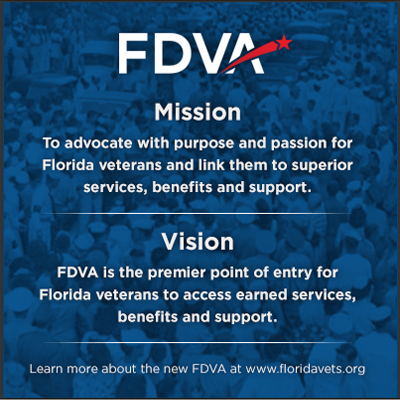 FDVA
Mission
To advocate with purpose and passion for
Florida veterans and link them to superior
services, benefits and support.
Vision
FDVA is the premier point of entry for
Florida veterans to access earned services,
benefits and support.
Learn more about the new FDVA at www.floridavets.org